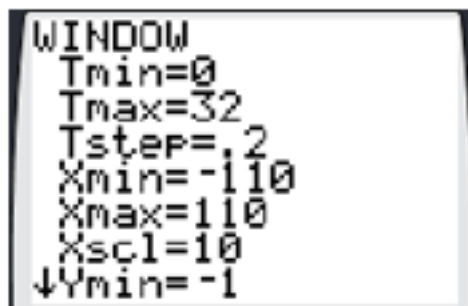 WINDOW
Tmin=0
Tmax=32
Tstep=.2
Xmin=-110
Xmax=110
Xscl=10
↓Ymin=-1